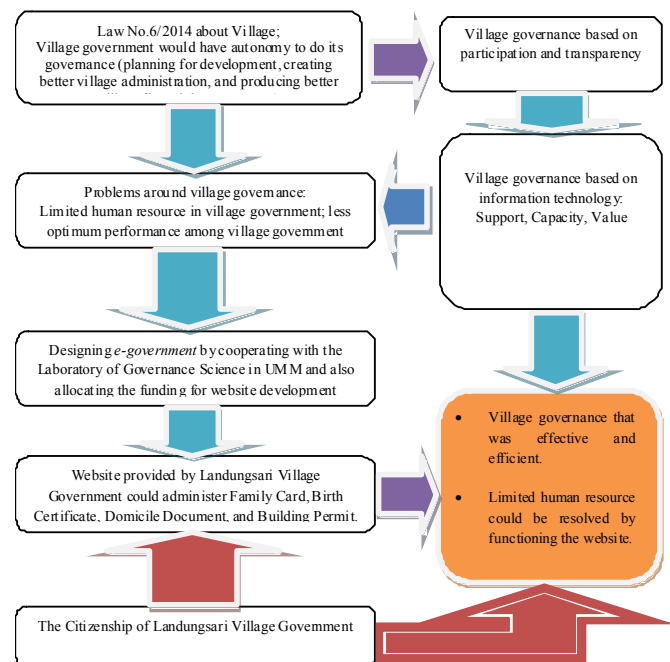 Law No.6/2014 about Village;
Village government would have autonomy to do its
governance (planning for development, creating
better village administration, and producing better
Village governance based on
participation and transparency
Problems around village governance:
Limited human resource in village government; less
optimum performance among village government
Village governance based on
information technology:
Support, Capacity, Value
Designing e-government by cooperating with the
Laboratory of Governance Science in UMM and also
allocating the funding for website development
Website provided by Landungsari Village
Government could administer Family Card, Birth
Certificate, Domicile Document, and Building Permit.
• Village governance that
was effective and
efficient.
• Limited human resource
could be resolved by
functioning the website.
The Citizenship of Landungsari Village Government